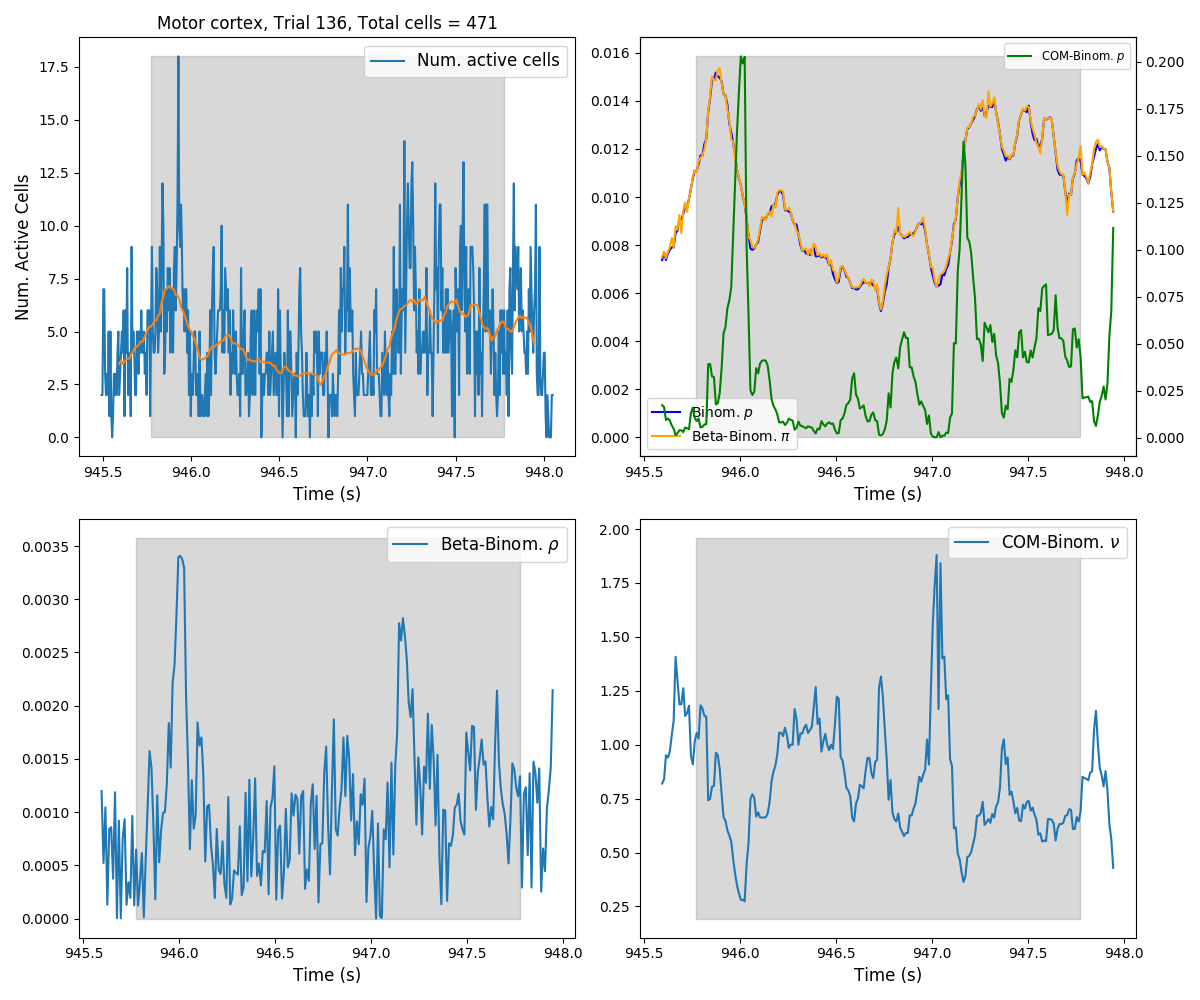 Motor cortex, Trial 136, Total cells = 471
Num. active cells
Num. Active Cells
17.5
15.0
12.5
10.0
7.5
5.0
2.5
0.0
945.5 946.0 946.5 947.0 947.5 948.0
Time (s)
COM-Binom. p
Binom. p
Beta-Binom. π
0.016
0.014
0.012
0.010
0.008
0.006
0.004
0.002
0.000
0.200
0.175
0.150
0.125
0.100
0.075
0.050
0.025
0.000
945.5 946.0 946.5 947.0 947.5 948.0
Time (s)
Beta-Binom. ρ
0.0035
0.0030
0.0025
0.0020
0.0015
0.0010
0.0005
0.0000
945.5 946.0 946.5 947.0 947.5 948.0
Time (s)
COM-Binom. ν
2.00
1.75
1.50
1.25
1.00
0.75
0.50
0.25
945.5 946.0 946.5 947.0 947.5 948.0
Time (s)